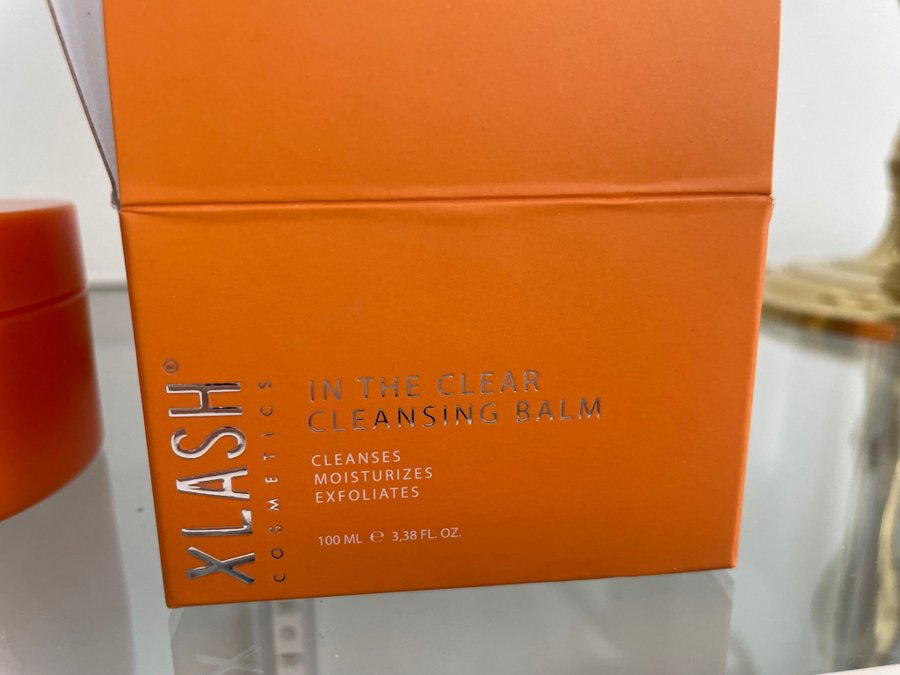 XLASH®
COSMETICS
IN THE CLEAR
CLEANSING BALM
CLEANSES
MOISTURIZES
EXFOLIATES
100 ML ℮ 3,38 FL. OZ.